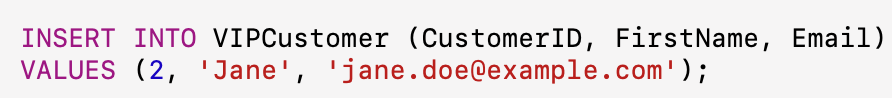 INSERT INTO VIPCustomer (CustomerID, FirstName, Email)
VALUES (2, 'Jane', 'jane.doe@example.com');